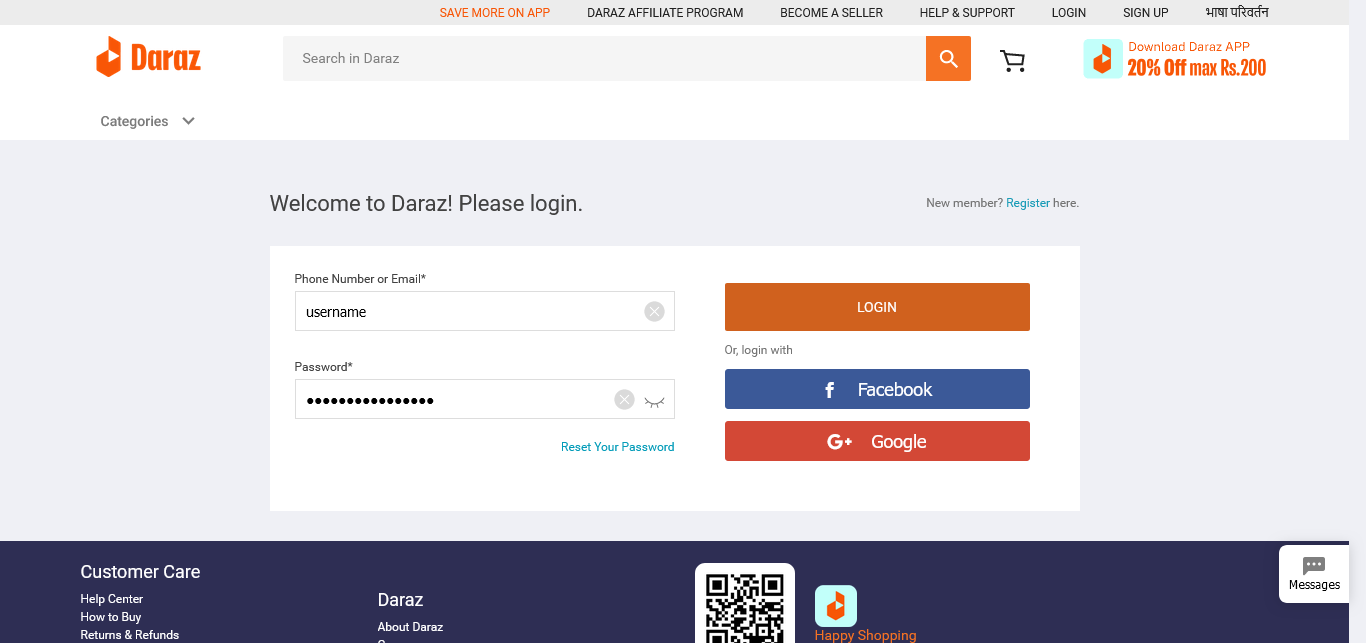 SAVE MORE ON APP DARAZ AFFILIATE PROGRAM BECOME A SELLER HELP & SUPPORT LOGIN SIGN UP भाषा परिवर्तन
Daraz
Search in Daraz
Download Daraz APP
20% Off max Rs.200
Categories
Welcome to Daraz! Please login.
New member? Register here.
Phone Number or Email*
username
Password*
Reset Your Password
LOGIN
Or, login with
Facebook
G+ Google
Customer Care
Help Center
How to Buy
Returns & Refunds
Daraz
About Daraz
Happy Shopping
Messages